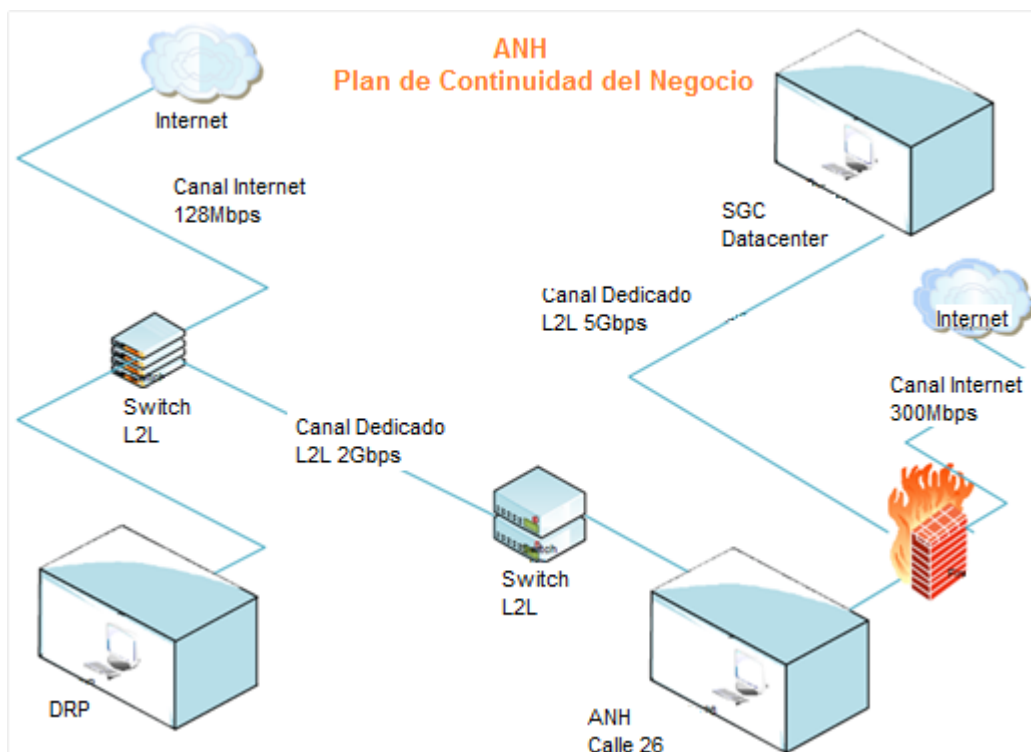 ANH
Plan de Continuidad del Negocio
Internet
Canal Internet
128Mbps
SGC
Datacenter
Canal Dedicado
L2L 5Gbps
Internet
Canal Internet
300Mbps
Switch
L2L
Canal Dedicado
L2L 2Gbps
Switch
Switch
L2L
DRP
ANH
Calle 26